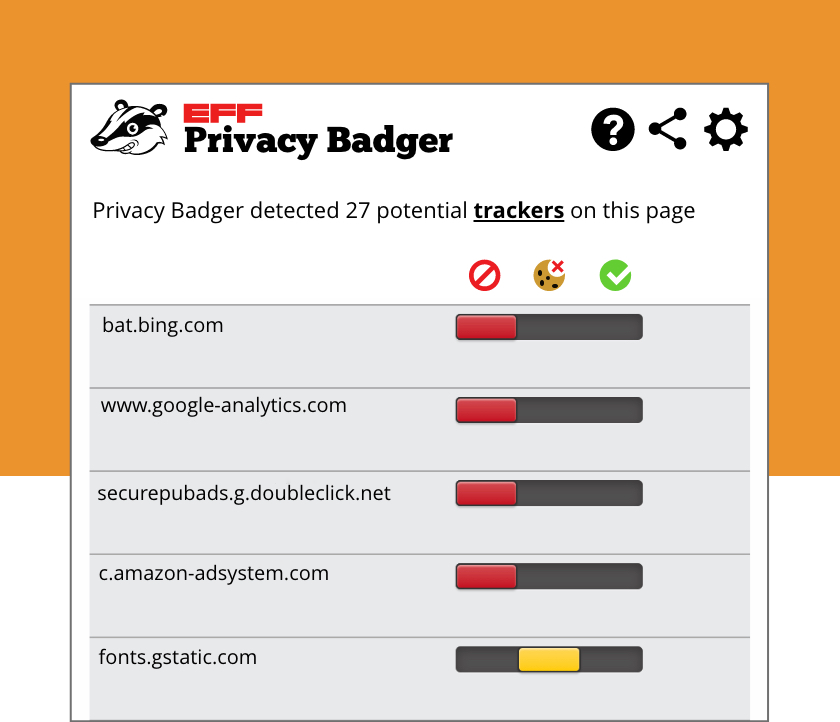 EFF
Privacy Badger
Privacy Badger detected 27 potential trackers on this page
bat.bing.com
www.google-analytics.com
securepubads.g.doubleclick.net
c.amazon-adsystem.com
fonts.gstatic.com